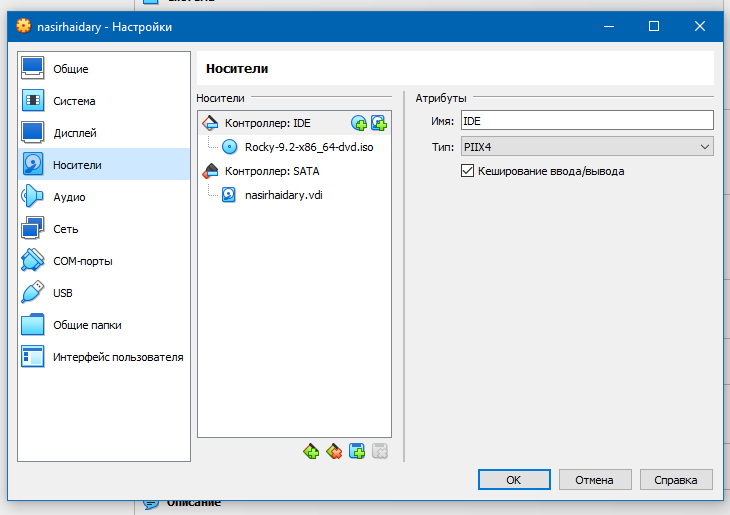 nasirhaidary - Настройки
Общие
Система
Дисплей
Носители
Аудио
Сеть
COM-порты
USB
Общие папки
Интерфейс пользователя
Носители
Носители
Контроллер: IDE
Rocky-9.2-x86_64-dvd.iso
Контроллер: SATA
nasirhaidary.vdi
Атрибуты
Имя: IDE
Тип: PIIX4
Кеширование ввода/вывода
OK Отмена Справка
Описание